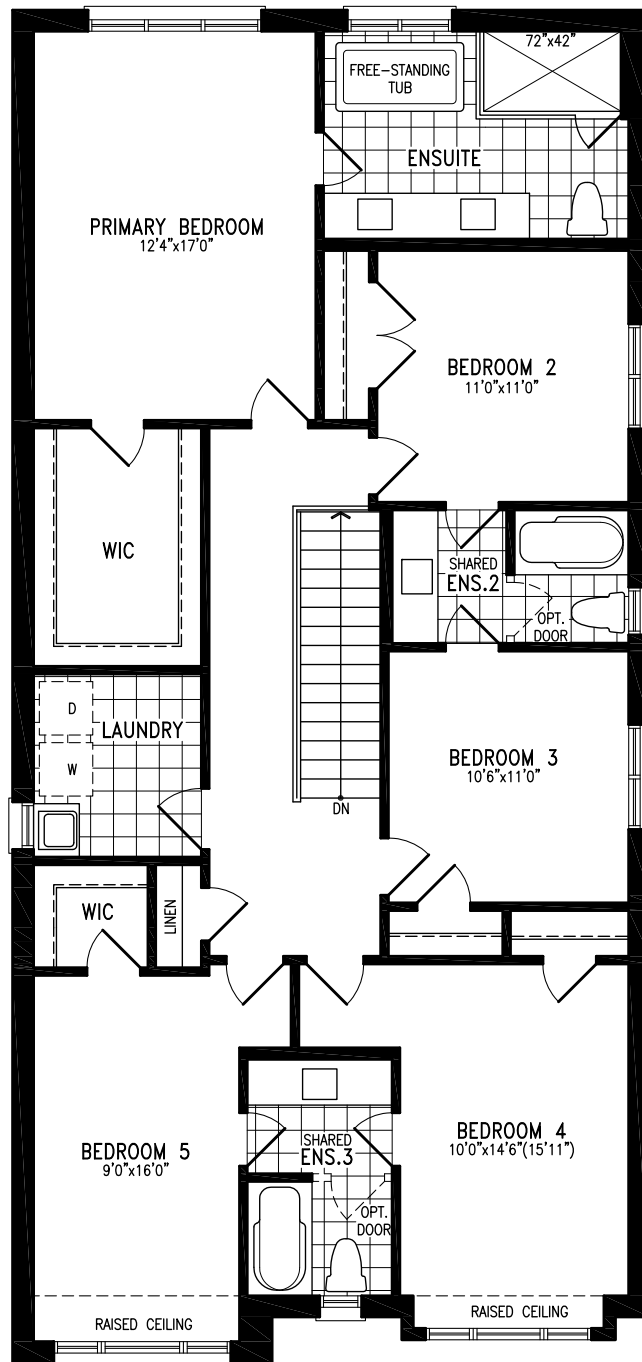 72"x42"
FREE-STANDING
TUB
ENSUITE
PRIMARY BEDROOM
12'4"x17'0"
BEDROOM 2
11'0"x11'0"
WIC
SHARED
ENS.2
OPT.
DOOR
D
LAUNDRY
W
BEDROOM 3
10'6"x11'0"
DN
WIC
LINEN
BEDROOM 5
9'0"x16'0"
SHARED
ENS.3
BEDROOM 4
10'0"x14'6"(15'11")
OPT.
DOOR
RAISED CEILING
RAISED CEILING